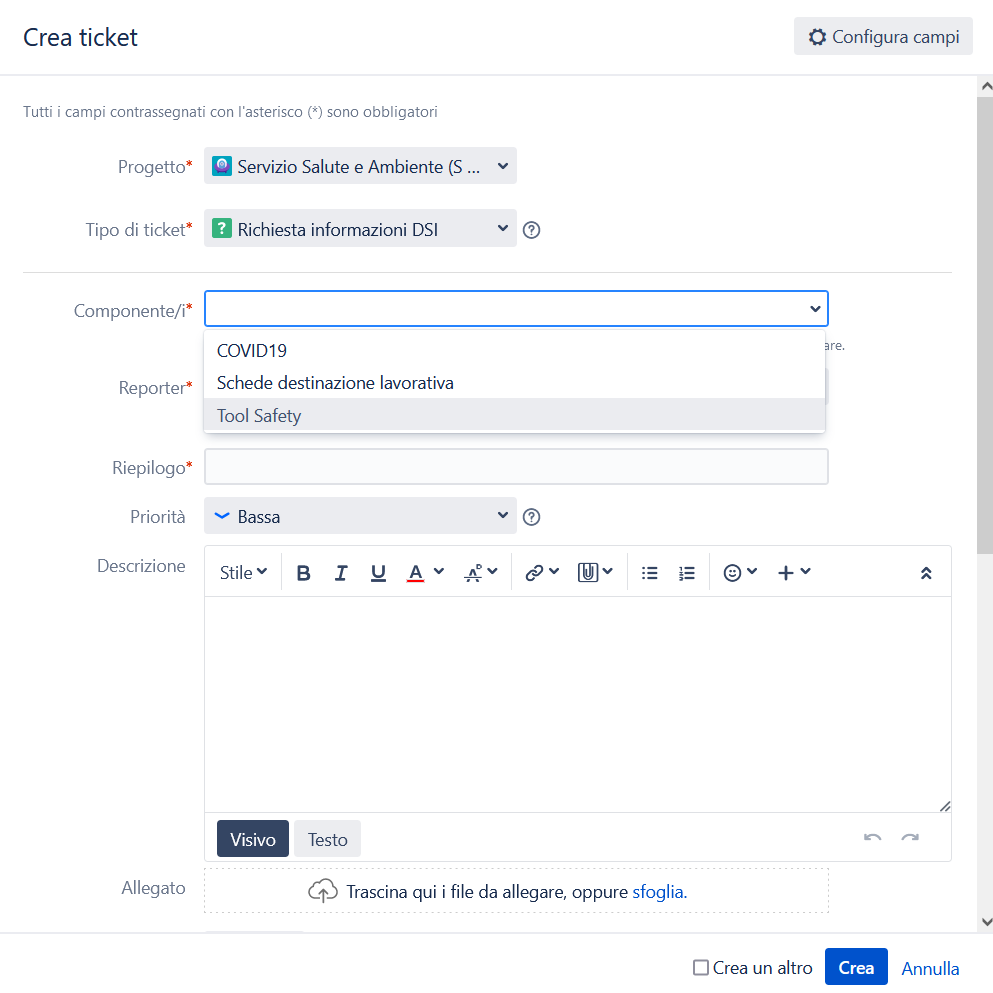 Crea ticket
Configura campi
Tutti i campi contrassegnati con l'asterisco (*) sono obbligatori
Progetto* Servizio Salute e Ambiente (S ...
Tipo di ticket* Richiesta informazioni DSI
Componente/i*
are.
COVID19
Schede destinazione lavorativa
Reporter*
Tool Safety
Riepilogo*
Priorità Bassa
Descrizione
Stile
Visivo Testo
Allegato Trascina qui i file da allegare, oppure sfoglia.
Crea un altro Crea Annulla